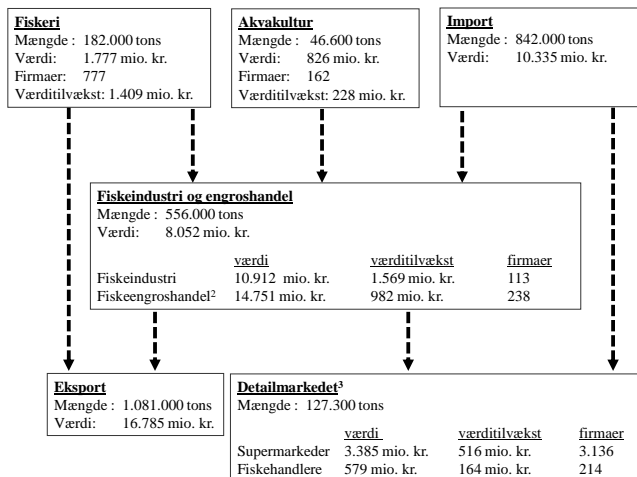 Fiskeri
Mængde : 182.000 tons
Værdi: 1.777 mio. kr.
Firmaer: 777
Værditilvækst: 1.409 mio. kr.
Akvakultur
Mængde : 46.600 tons
Værdi: 826 mio. kr.
Firmaer: 162
Værditilvækst: 228 mio. kr.
Import
Mængde : 842.000 tons
Værdi: 10.335 mio. kr.
Fiskeindustri og engroshandel
Mængde : 556.000 tons
Værdi: 8.052 mio. kr.
værdi værditilvækst firmaer
Fiskeindustri 10.912 mio. kr. 1.569 mio. kr. 113
Fiskeengroshandel² 14.751 mio. kr. 982 mio. kr. 238
Eksport
Mængde : 1.081.000 tons
Værdi: 16.785 mio. kr.
Detailmarkedet³
Mængde : 127.300 tons
værdi værditilvækst firmaer
Supermarkeder 3.385 mio. kr. 516 mio. kr. 3.136
Fiskehandlere 579 mio. kr. 164 mio. kr. 214